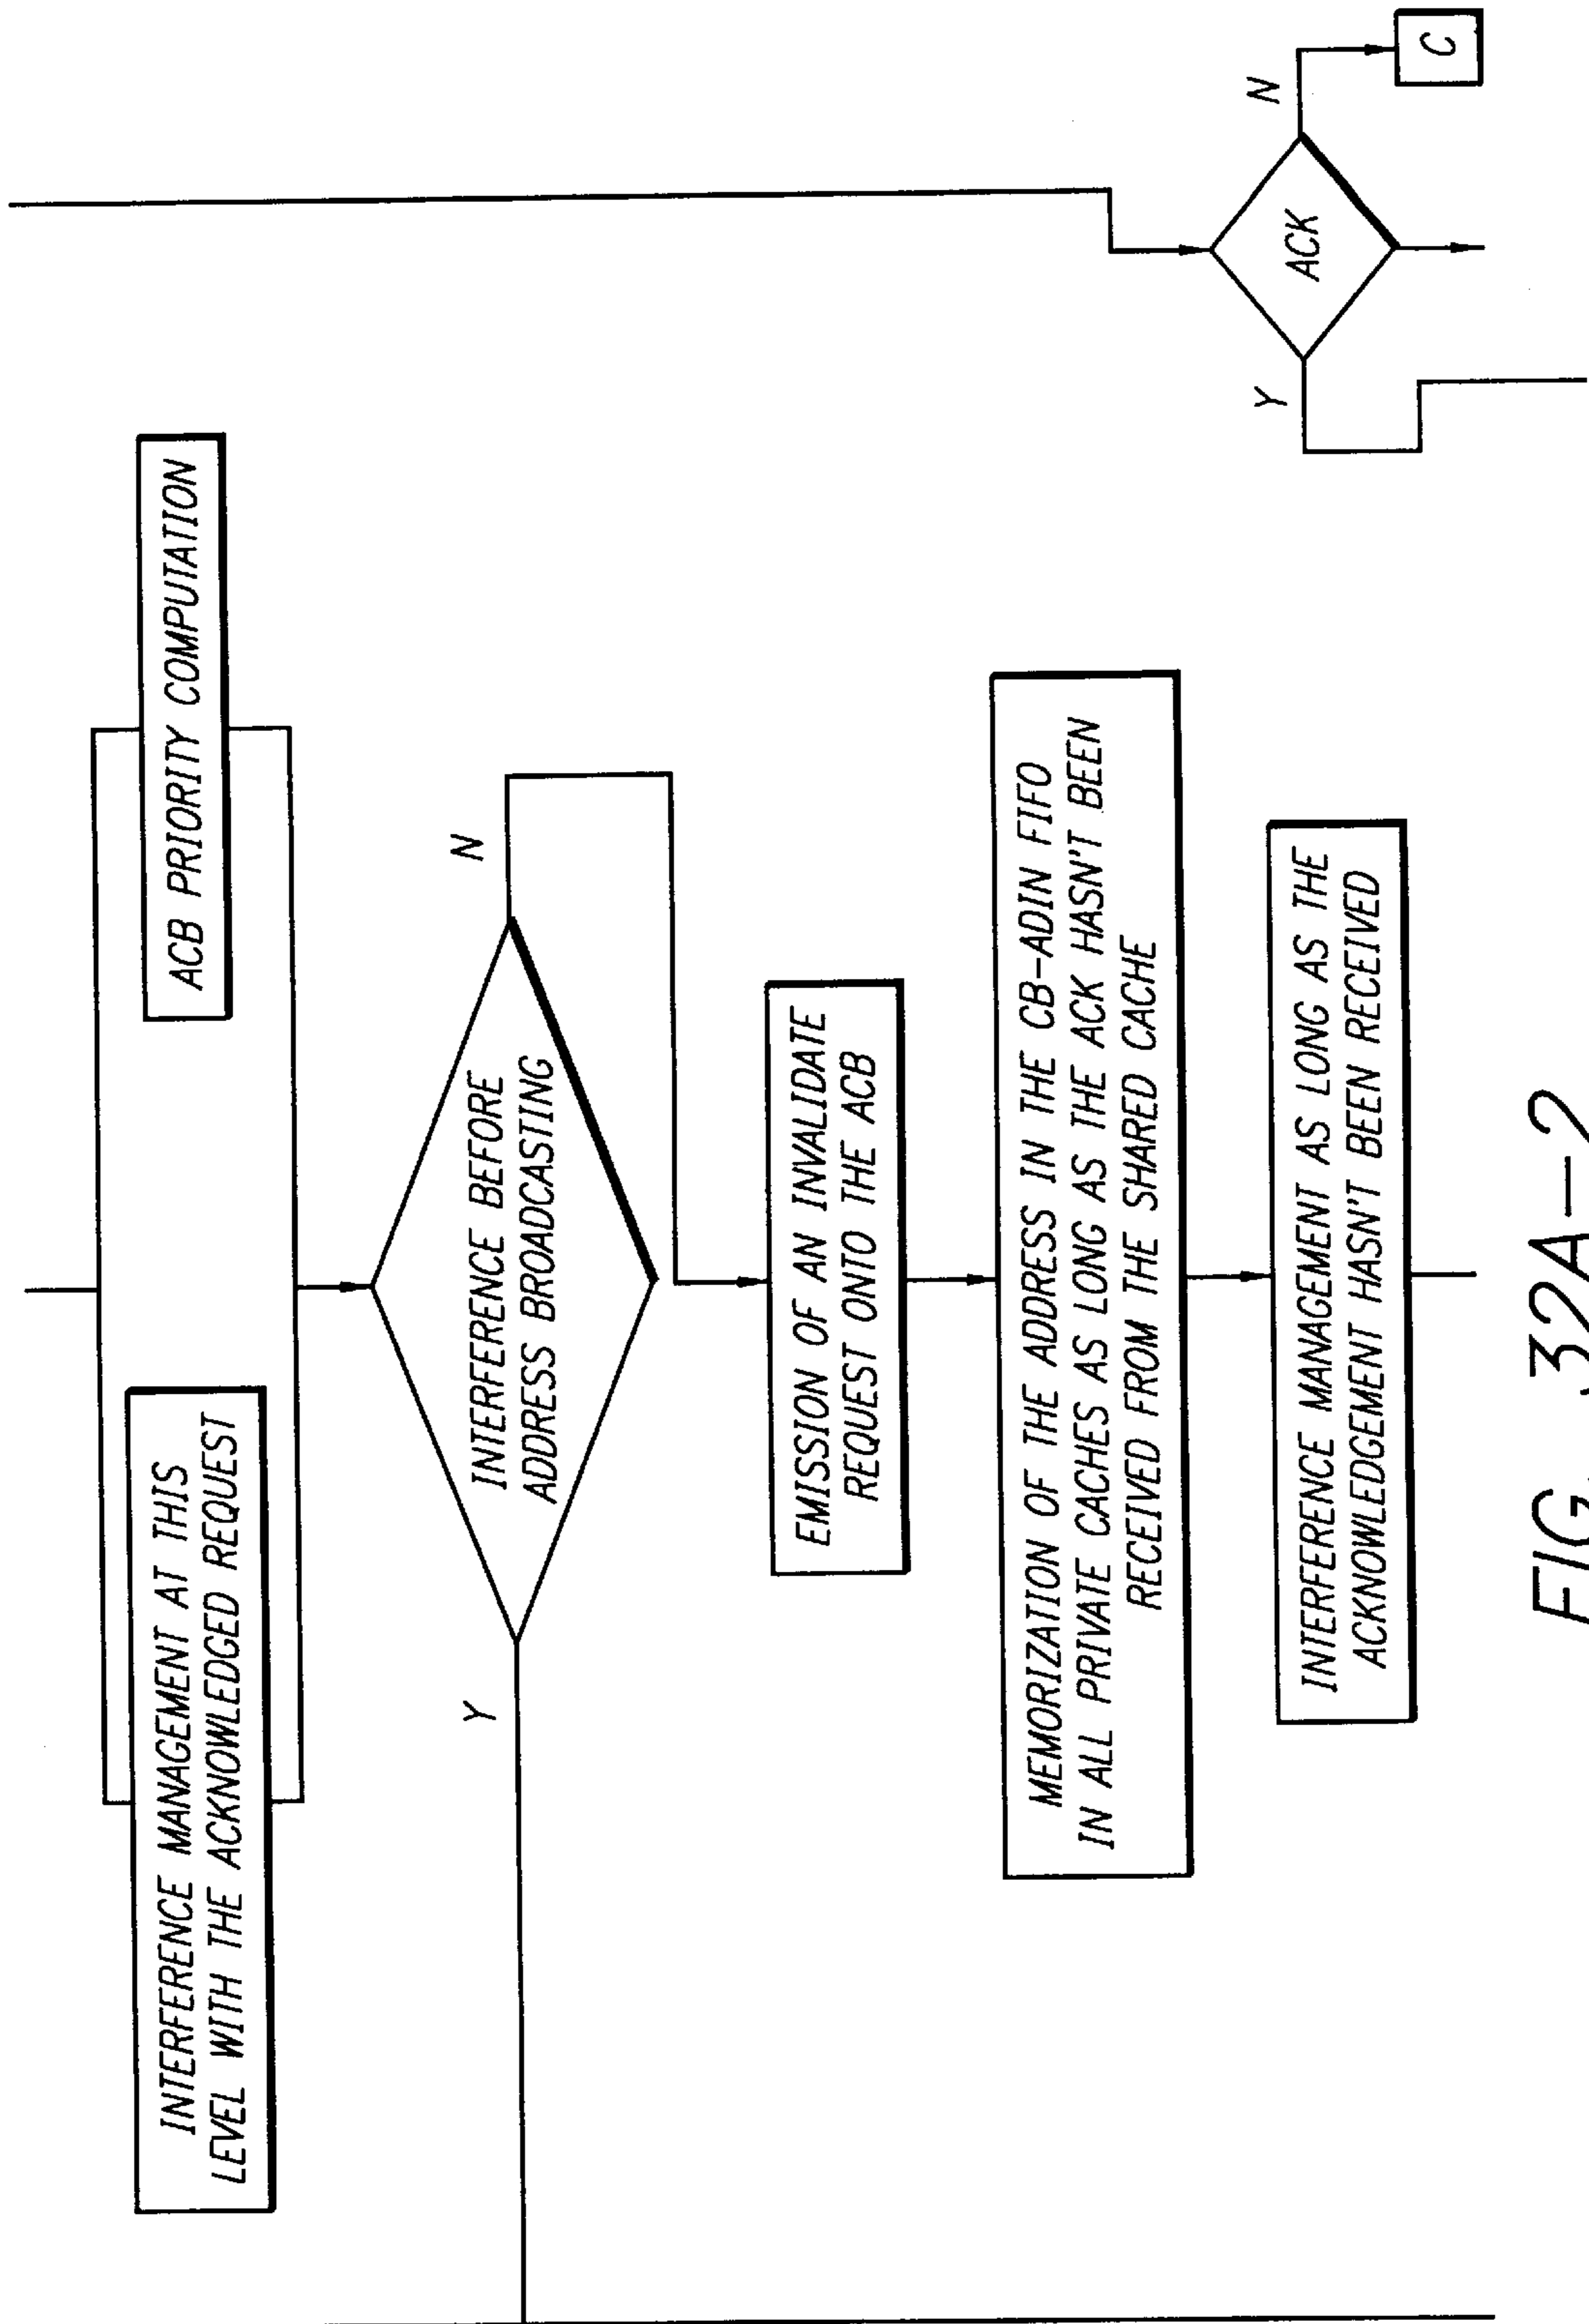 INTERFERENCE MANAGEMENT AT THIS
LEVEL WITH THE ACKNOWLEDGED REQUEST
ACB PRIORITY COMPUTATION
INTERFERENCE BEFORE
ADDRESS BROADCASTING
Y
N
EMISSION OF AN INVALIDATE
REQUEST ONTO THE ACB
MEMORIZATION OF THE ADDRESS IN THE CB-ADIN FIFO
IN ALL PRIVATE CACHES AS LONG AS THE ACK HASN'T BEEN
RECEIVED FROM THE SHARED CACHE
INTERFERENCE MANAGEMENT AS LONG AS THE
ACKNOWLEDGEMENT HASN'T BEEN RECEIVED
ACK
Y
N
C
FIG. 32A-2